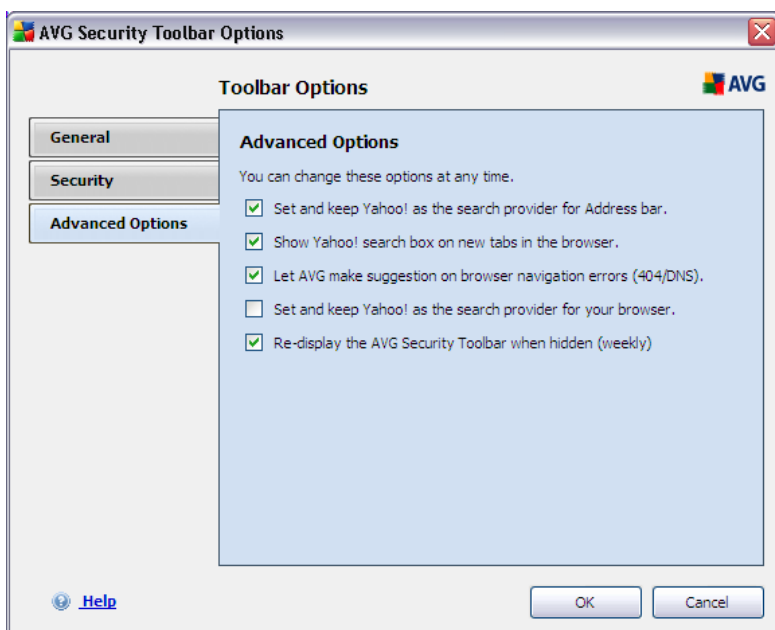 AVG Security Toolbar Options
Toolbar Options
AVG
General
Security
Advanced Options
Advanced Options
You can change these options at any time.
Set and keep Yahoo! as the search provider for Address bar.
Show Yahoo! search box on new tabs in the browser.
Let AVG make suggestion on browser navigation errors (404/DNS).
Set and keep Yahoo! as the search provider for your browser.
Re-display the AVG Security Toolbar when hidden (weekly)
Help
OK
Cancel